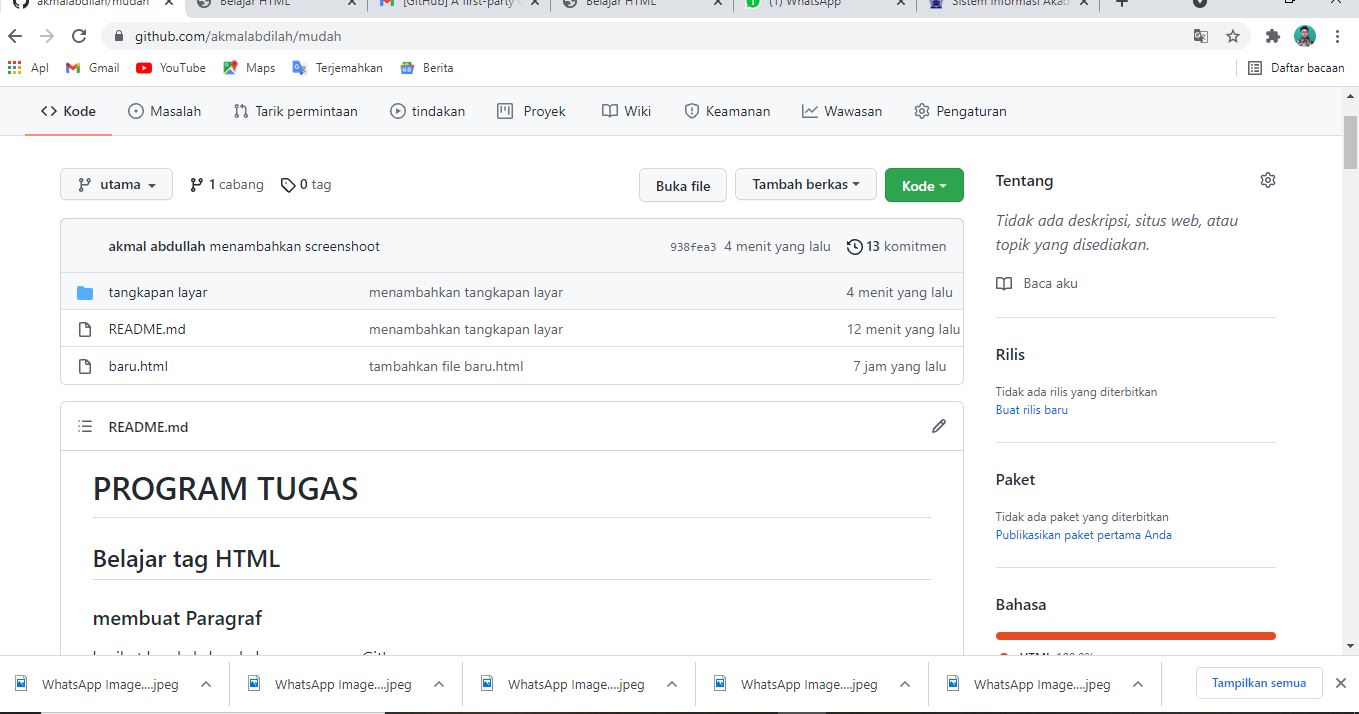 akmalabdilah/mudah
Belajar HTML
[GitHub] A first-party
Belajar HTML
(1) WhatsApp
Sistem Informasi Akad
github.com/akmalabdilah/mudah
Apl Gmail YouTube Maps Terjemahkan Berita Daftar bacaan
Kode Masalah Tarik permintaan tindakan Proyek Wiki Keamanan Wawasan Pengaturan
utama 1 cabang 0 tag Buka file Tambah berkas Kode
akmal abdullah menambahkan screenshoot 938fea3 4 menit yang lalu 13 komitmen
tangkapan layar menambahkan tangkapan layar 4 menit yang lalu
README.md menambahkan tangkapan layar 12 menit yang lalu
baru.html tambahkan file baru.html 7 jam yang lalu
README.md
PROGRAM TUGAS
Belajar tag HTML
membuat Paragraf
Tentang
Tidak ada deskripsi, situs web, atau
topik yang disediakan.
Baca aku
Rilis
Tidak ada rilis yang diterbitkan
Buat rilis baru
Paket
Tidak ada paket yang diterbitkan
Publikasikan paket pertama Anda
Bahasa
WhatsApp Image....jpeg
WhatsApp Image....jpeg
WhatsApp Image....jpeg
WhatsApp Image....jpeg
WhatsApp Image....jpeg
Tampilkan semua